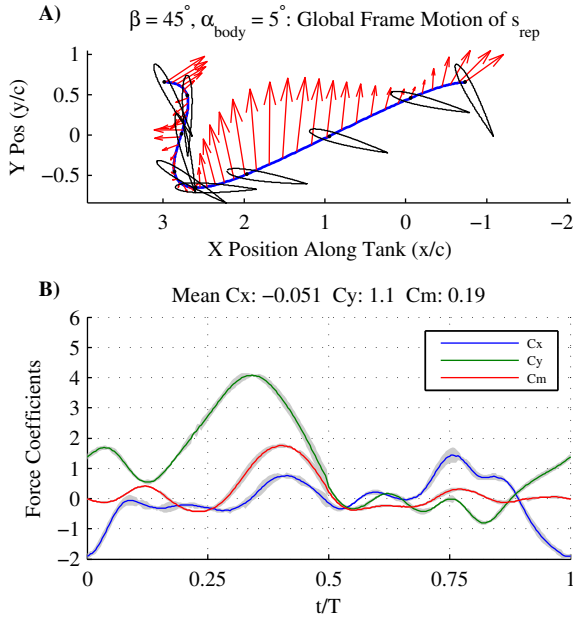 A)
β = 45°, α_body = 5°: Global Frame Motion of s_rep
Y Pos (y/c)
1
0.5
0
−0.5
3 2 1 0 −1 −2
X Position Along Tank (x/c)
B)
Mean Cx: −0.051 Cy: 1.1 Cm: 0.19
Force Coefficients
6
5
4
3
2
1
0
−1
−2
Cx
Cy
Cm
0 0.25 0.5 0.75 1
t/T